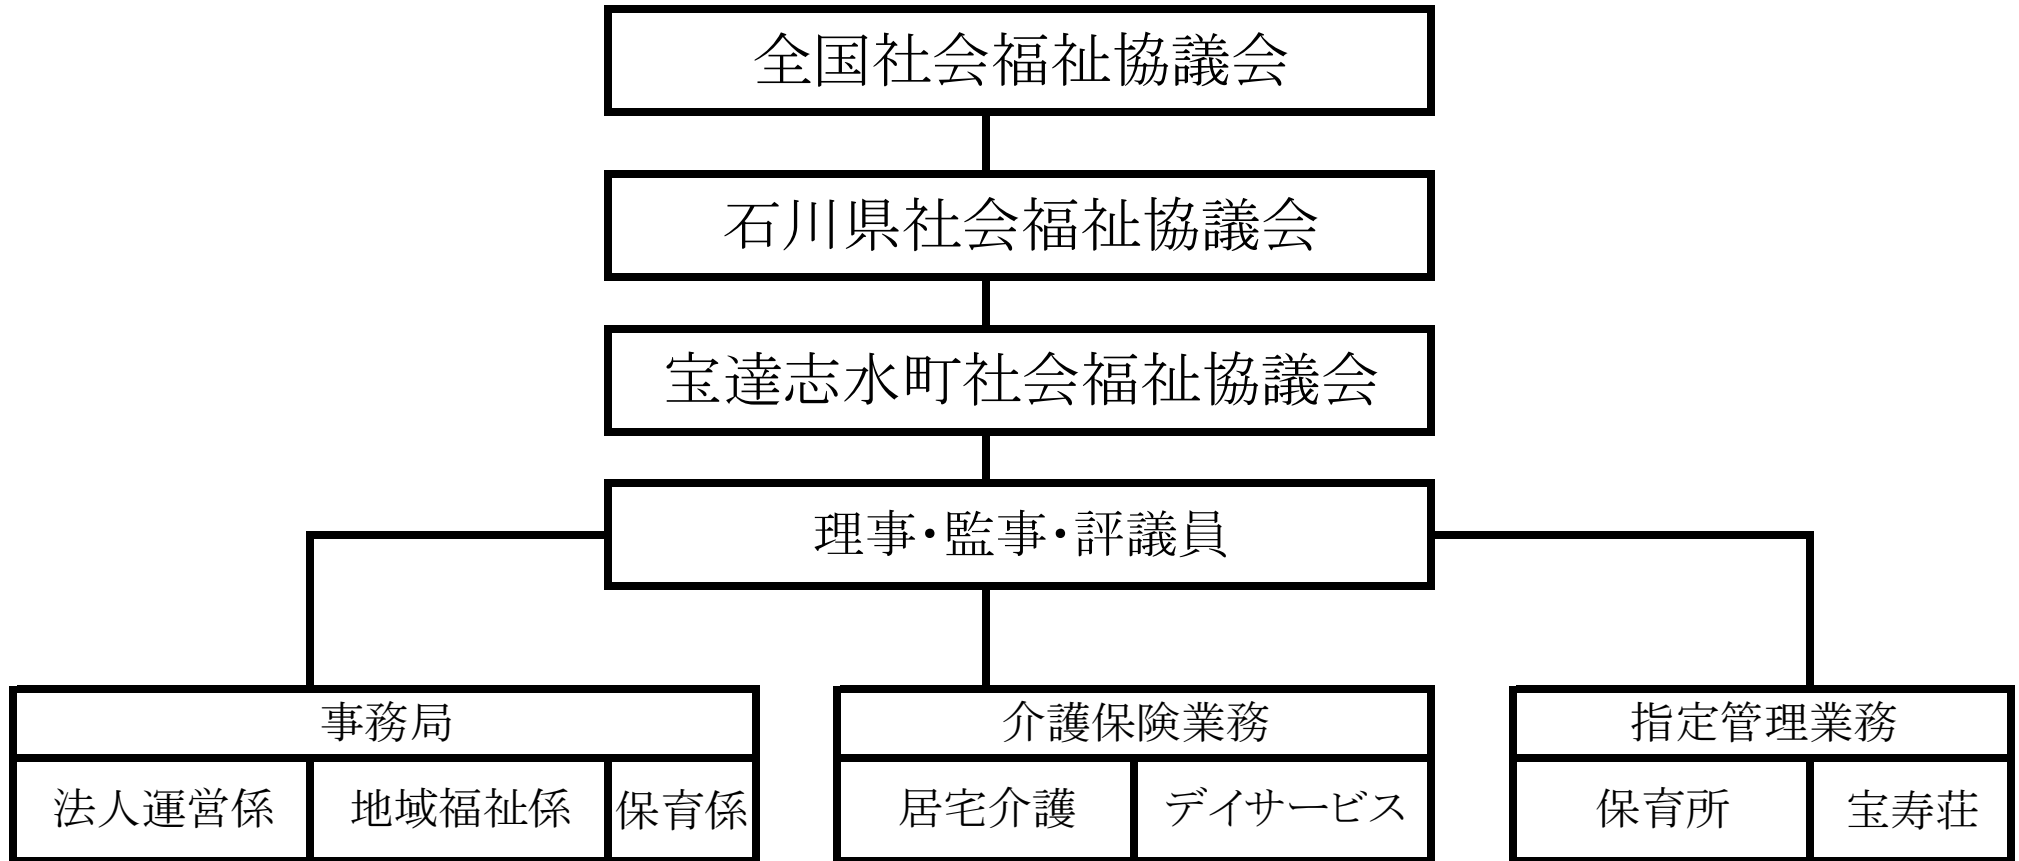 全国社会福祉協議会
石川県社会福祉協議会
宝達志水町社会福祉協議会
理事・監事・評議員
事務局
介護保険業務
指定管理業務
法人運営係
地域福祉係
保育係
居宅介護
デイサービス
保育所
宝寿荘